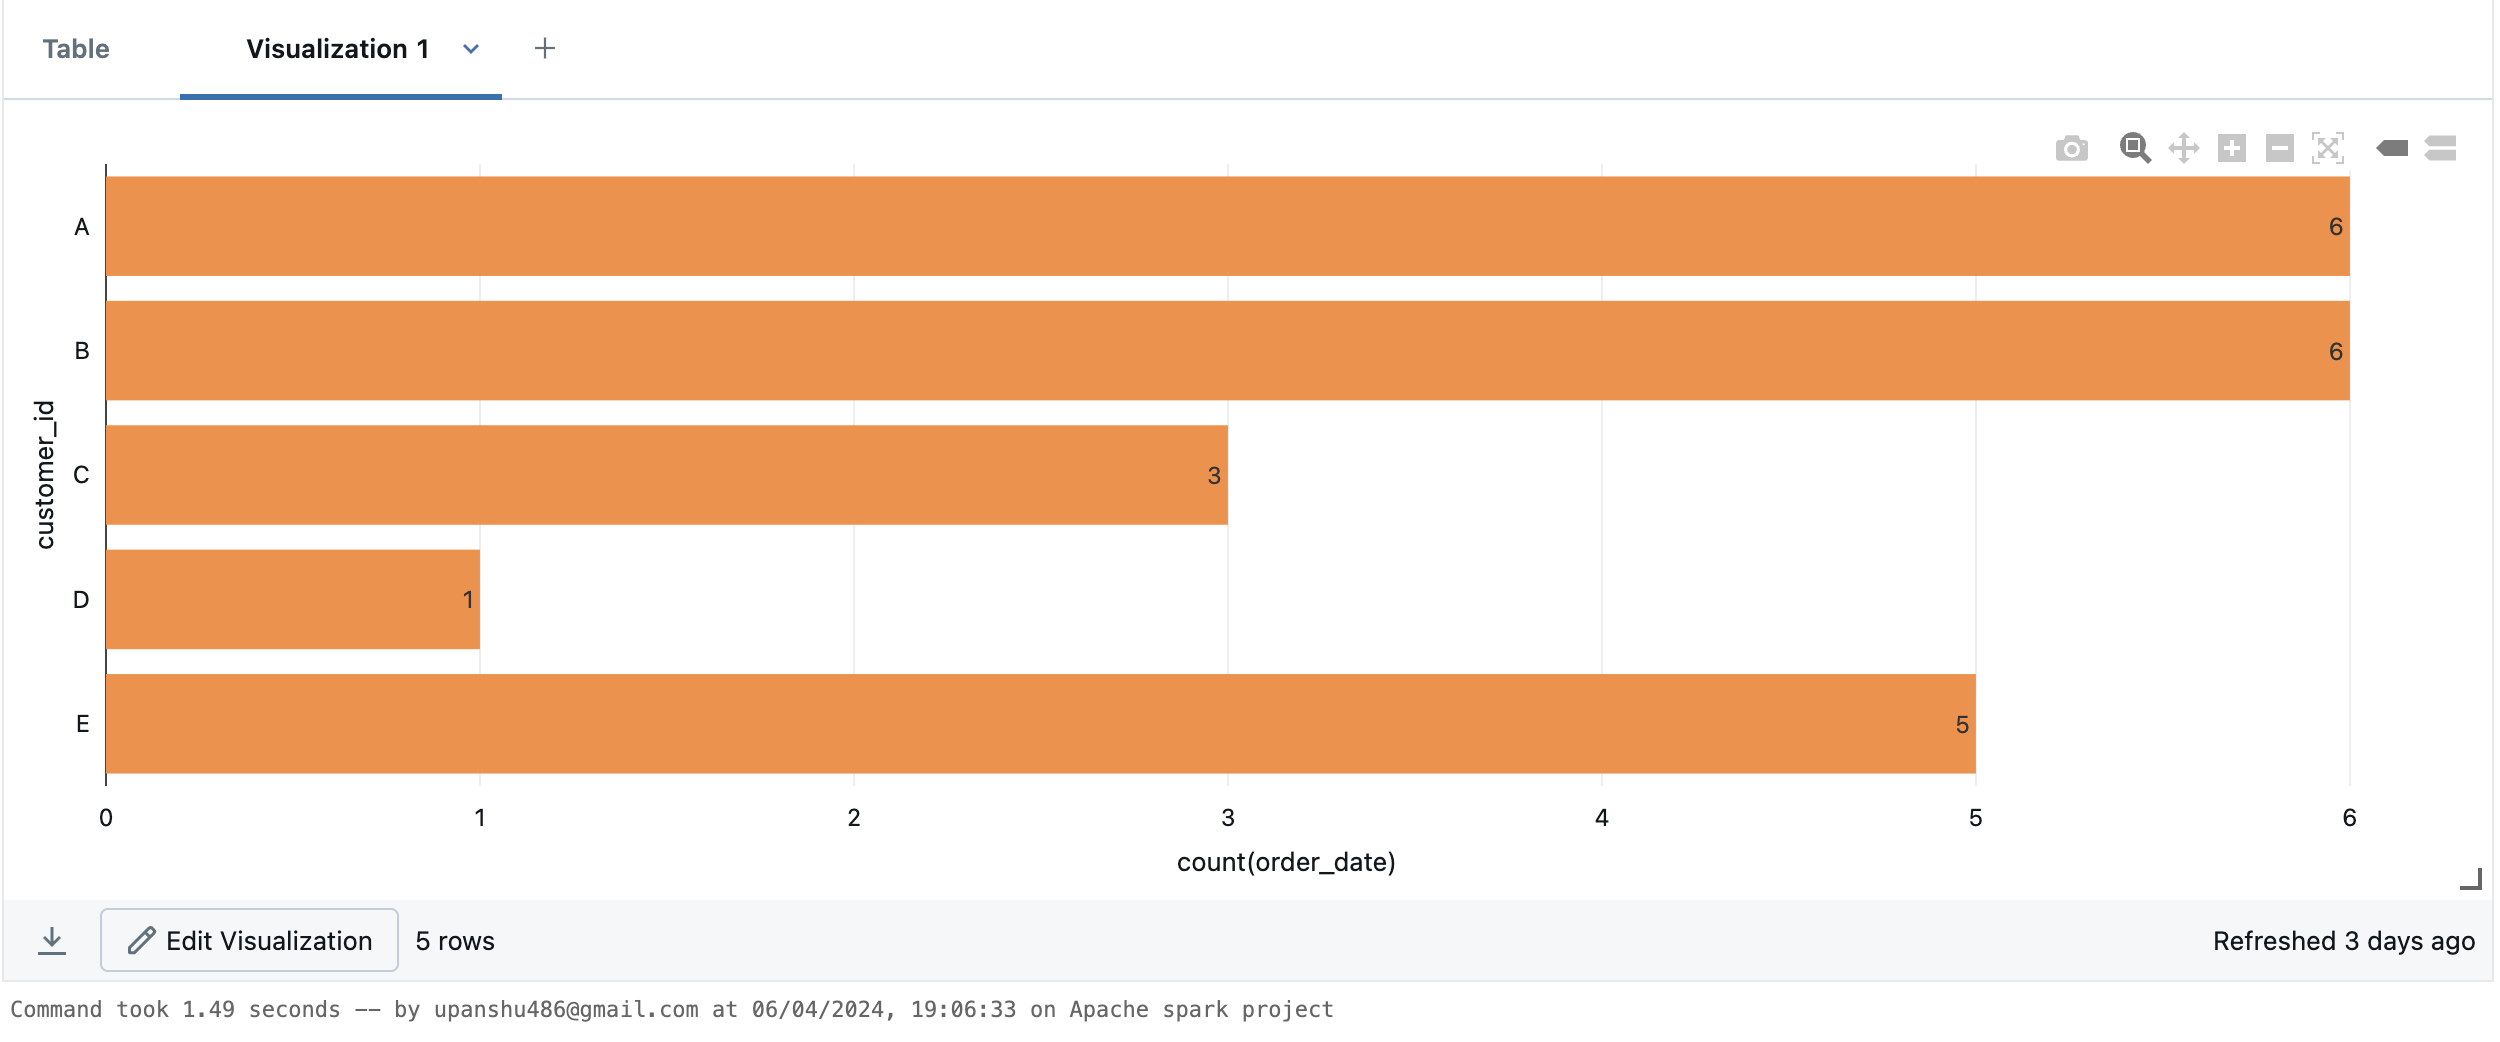 Table Visualization 1
A 6
B 6
C 3
D 1
E 5
customer_id
0 1 2 3 4 5 6
count(order_date)
Edit Visualization 5 rows Refreshed 3 days ago
Command took 1.49 seconds -- by upanshu486@gmail.com at 06/04/2024, 19:06:33 on Apache spark project